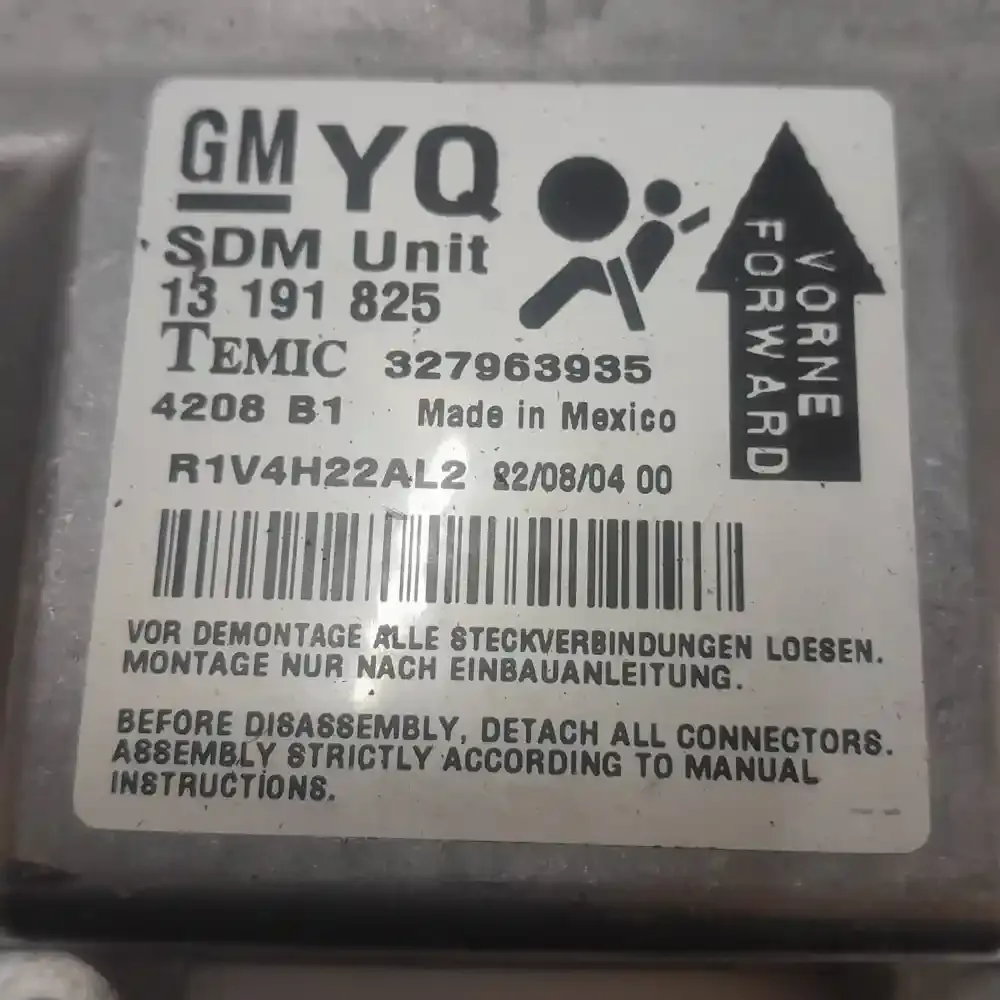 GM YQ
SDM Unit
13 191 825
TEMIC 327963935
4208 B1 Made in Mexico
R1V4H22AL2 /08/04 00
VORNE
FORWARD
VOR DEMONTAGE ALLE STECKVERBINDUNGEN LOESEN.
MONTAGE NUR NACH EINBAUANLEITUNG.
BEFORE DISASSEMBLY, DETACH ALL CONNECTORS.
ASSEMBLY STRICTLY ACCORDING TO MANUAL
INSTRUCTIONS.